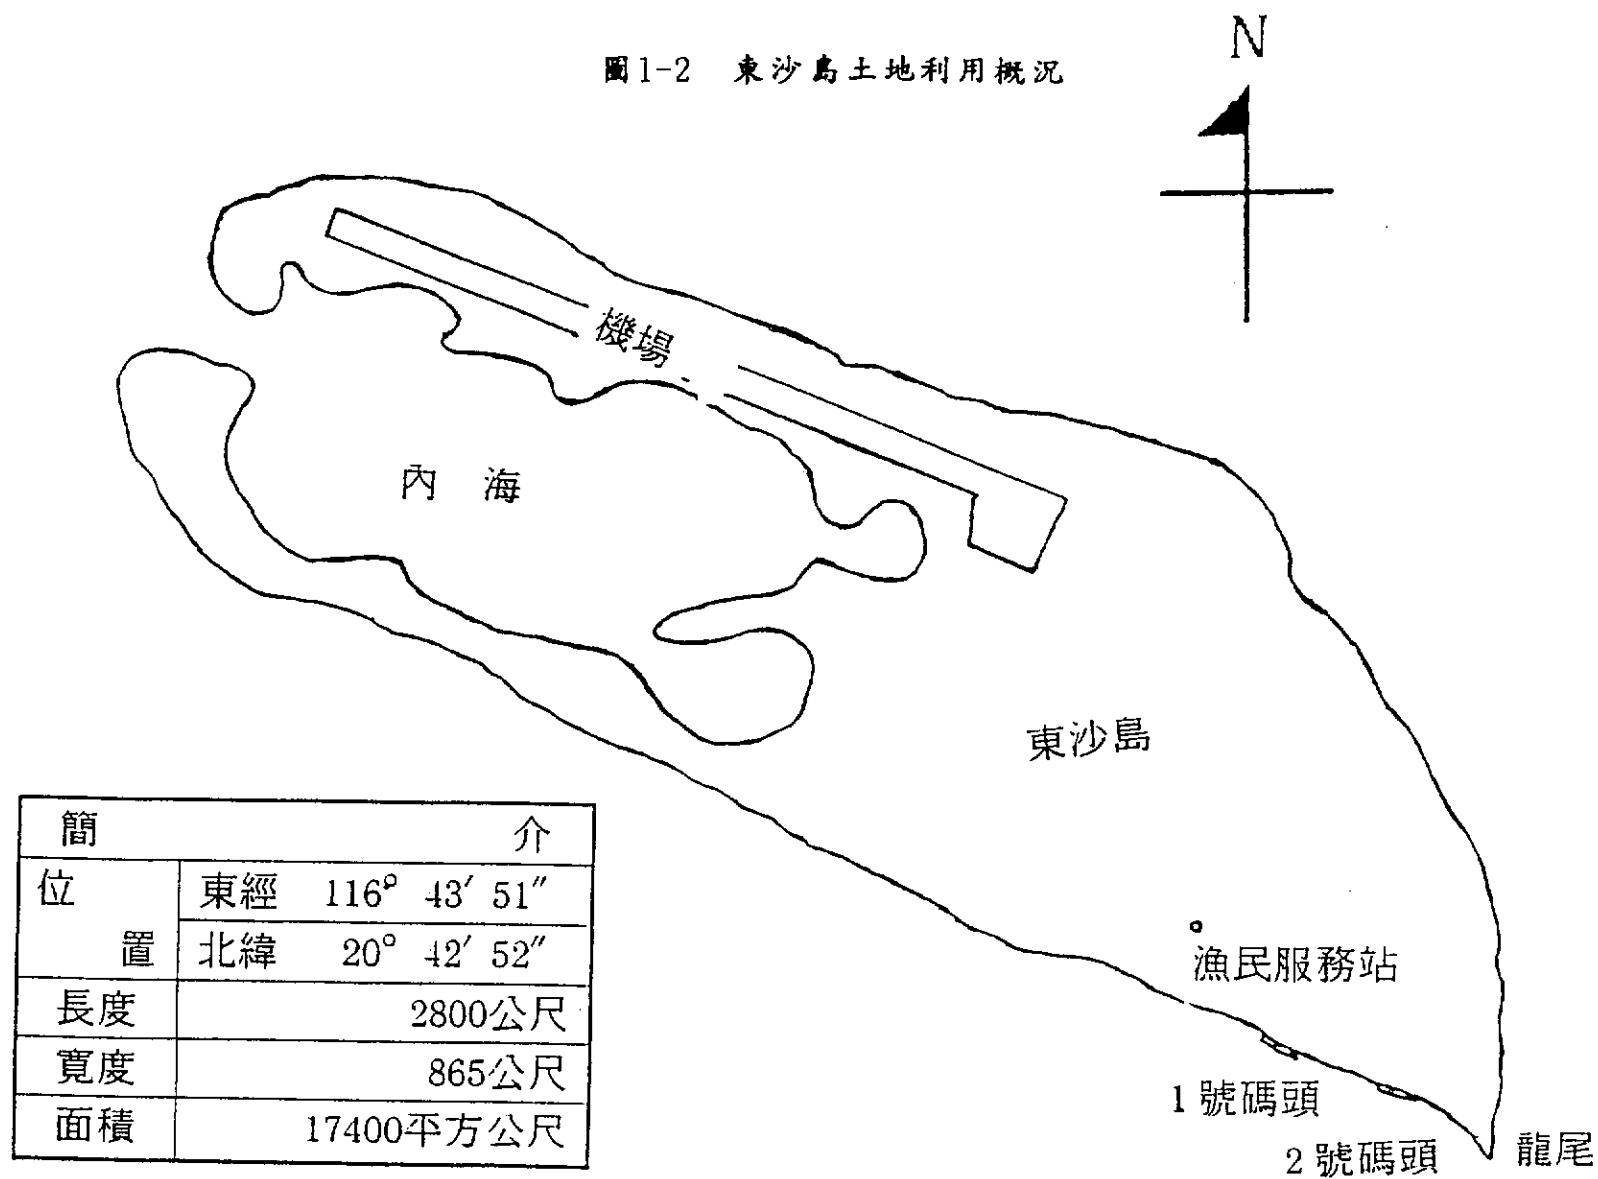 N
圖1-2 東沙島土地利用概況
機場
內海
東沙島
簡介
位置
東經 116° 43′ 51″
北緯 20° 42′ 52″
長度 2800公尺
寬度 865公尺
面積 17400平方公尺
漁民服務站
1號碼頭
2號碼頭
龍尾